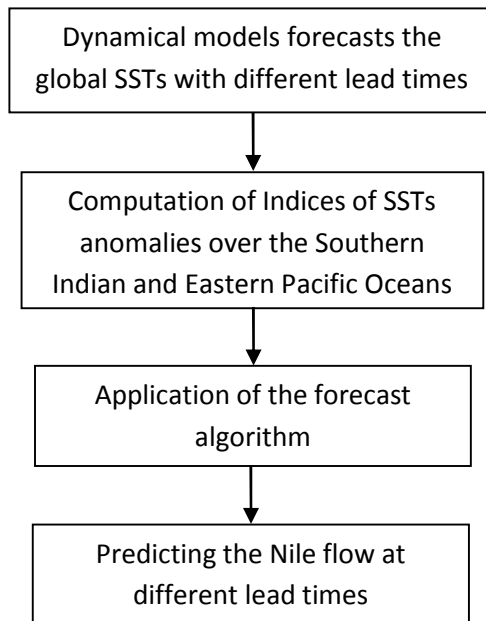 Dynamical models forecasts the
global SSTs with different lead times
Computation of Indices of SSTs
anomalies over the Southern
Indian and Eastern Pacific Oceans
Application of the forecast
algorithm
Predicting the Nile flow at
different lead times